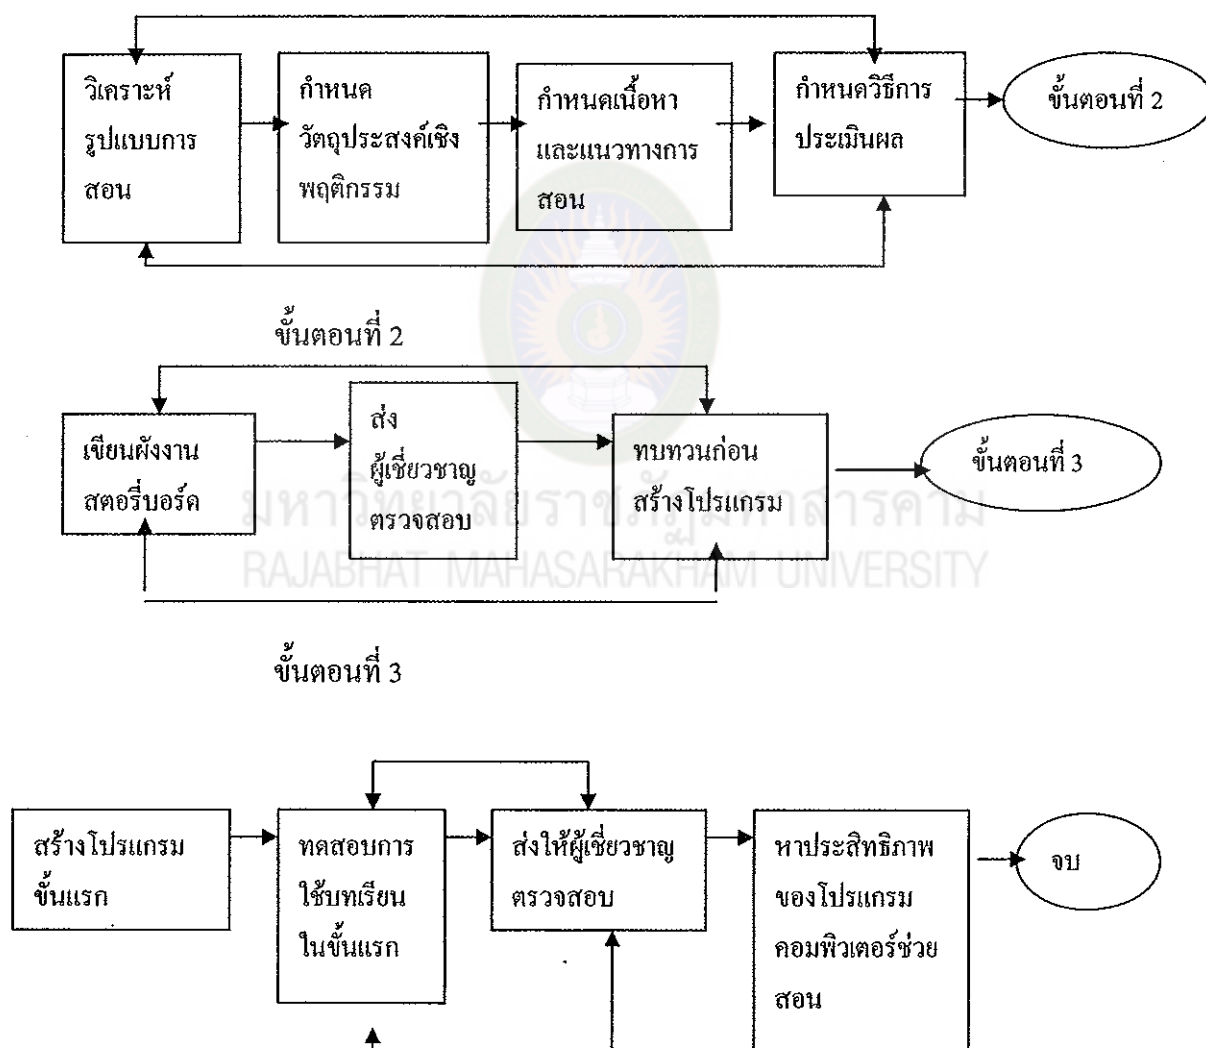 วิเคราะห์
รูปแบบการ
สอน
กำหนด
วัตถุประสงค์เชิง
พฤติกรรม
กำหนดเนื้อหา
และแนวทางการ
สอน
กำหนดวิธีการ
ประเมินผล
ขั้นตอนที่ 2
ขั้นตอนที่ 2
เขียนผังงาน
สตอรี่บอร์ด
ส่ง
ผู้เชี่ยวชาญ
ตรวจสอบ
ทบทวนก่อน
สร้างโปรแกรม
ขั้นตอนที่ 3
มหาวิทยาลัยราชภัฏมหาสารคาม
RAJABHAT MAHASARAKHAM UNIVERSITY
ขั้นตอนที่ 3
สร้างโปรแกรม
ขั้นแรก
ทดสอบการ
ใช้บทเรียน
ในขั้นแรก
ส่งให้ผู้เชี่ยวชาญ
ตรวจสอบ
หาประสิทธิภาพ
ของโปรแกรม
คอมพิวเตอร์ช่วย
สอน
จบ